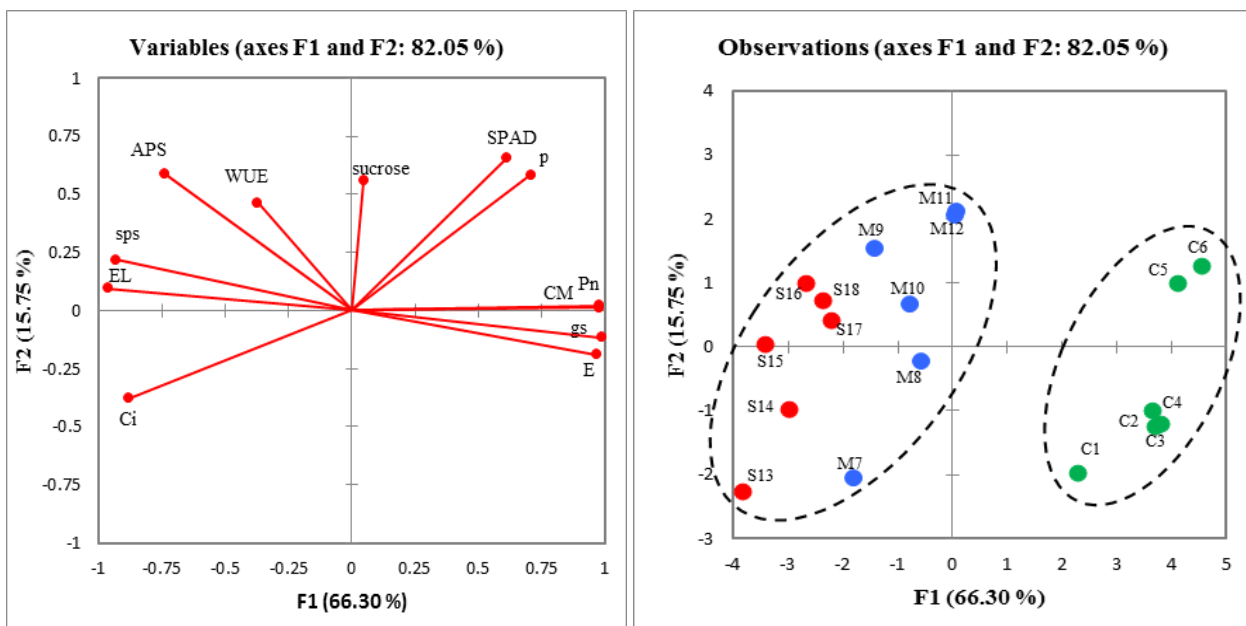 Variables (axes F1 and F2: 82.05 %)
1
0.75
0.5
0.25
0
-0.25
-0.5
-0.75
-1
F2 (15.75 %)
APS
WUE
sucrose
SPAD
p
sps
EL
Pn
CM
gs
E
Ci
-1
-0.75
-0.5
-0.25
0
0.25
0.5
0.75
1
F1 (66.30 %)
Observations (axes F1 and F2: 82.05 %)
4
3
2
1
0
-1
-2
-3
F2 (15.75 %)
M11
M12
M9
C6
C5
S16
S18
M10
S17
S15
M8
S14
C4
C2
C3
C1
M7
S13
-4
-3
-2
-1
0
1
2
3
4
5
F1 (66.30 %)